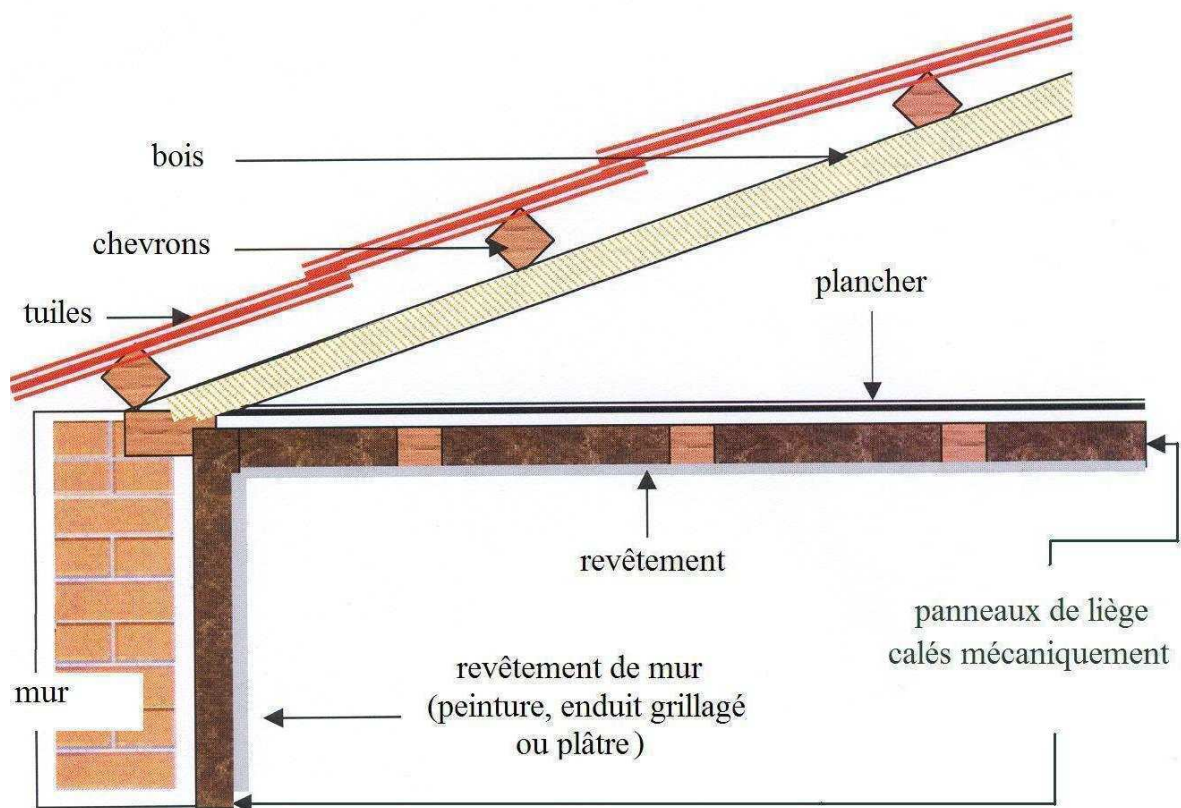 bois
chevrons
plancher
tuiles
revêtement
panneaux de liège
calés mécaniquement
revêtement de mur
(peinture, enduit grillagé
ou plâtre )
mur